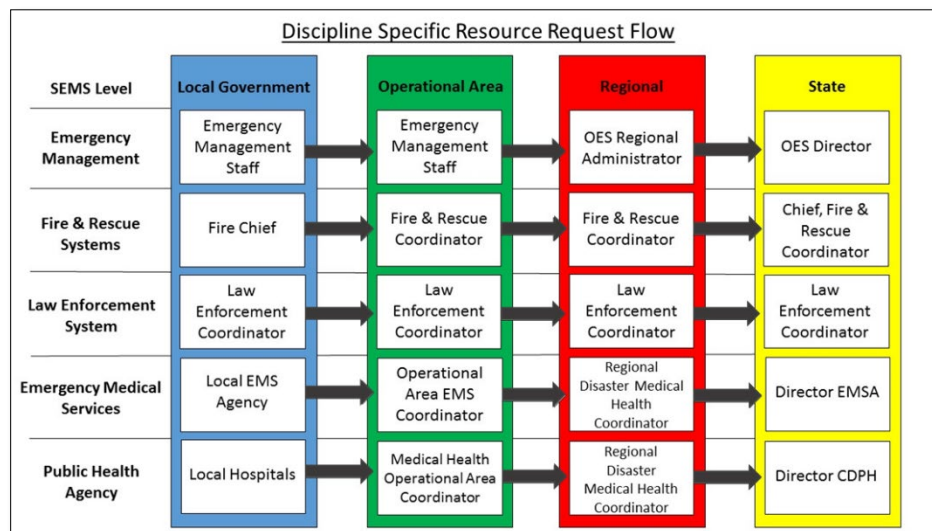 Discipline Specific Resource Request Flow
SEMS Level
Local Government
Operational Area
Regional
State
Emergency
Management
Emergency
Management
Staff
Emergency
Management
Staff
OES Regional
Administrator
OES Director
Fire & Rescue
Systems
Fire Chief
Fire & Rescue
Coordinator
Fire & Rescue
Coordinator
Chief, Fire &
Rescue
Coordinator
Law Enforcement
System
Law
Enforcement
Coordinator
Law
Enforcement
Coordinator
Law
Enforcement
Coordinator
Law
Enforcement
Coordinator
Emergency Medical
Services
Local EMS
Agency
Operational
Area EMS
Coordinator
Regional
Disaster Medical
Health
Coordinator
Director EMSA
Public Health
Agency
Local Hospitals
Medical Health
Operational Area
Coordinator
Regional
Disaster
Medical Health
Coordinator
Director CDPH